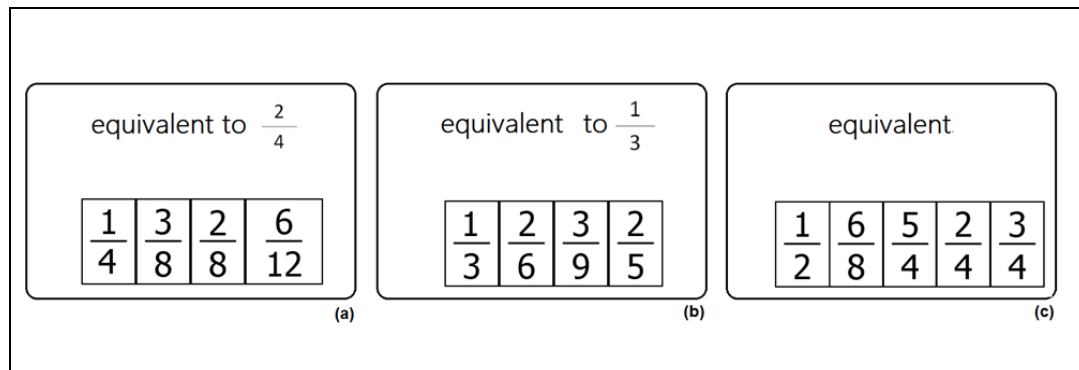 equivalent to 2/4
1/4 3/8 2/8 6/12
(a)
equivalent to 1/3
1/3 2/6 3/9 2/5
(b)
equivalent
1/2 6/8 5/4 2/4 3/4
(c)